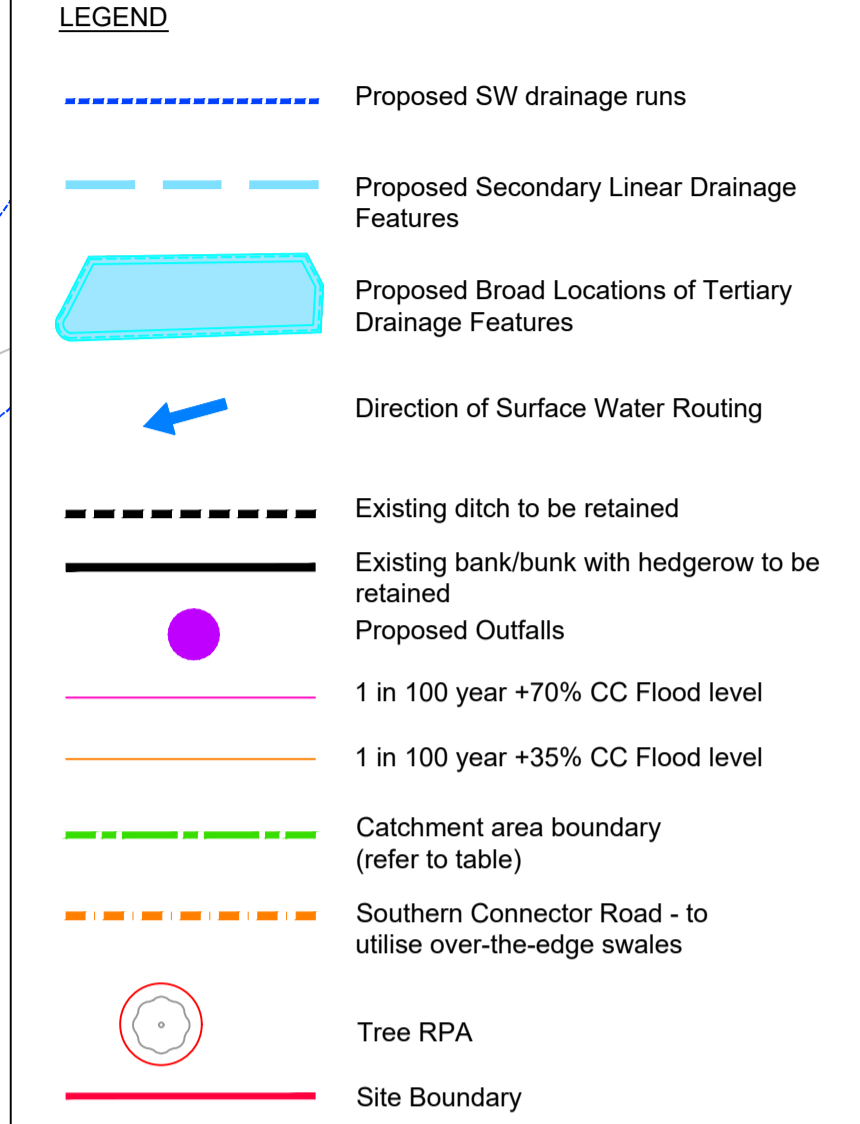 LEGEND
Proposed SW drainage runs
Proposed Secondary Linear Drainage
Features
Proposed Broad Locations of Tertiary
Drainage Features
Direction of Surface Water Routing
Existing ditch to be retained
Existing bank/bunk with hedgerow to be
retained
Proposed Outfalls
1 in 100 year +70% CC Flood level
1 in 100 year +35% CC Flood level
Catchment area boundary
(refer to table)
Southern Connector Road - to
utilise over-the-edge swales
Tree RPA
Site Boundary